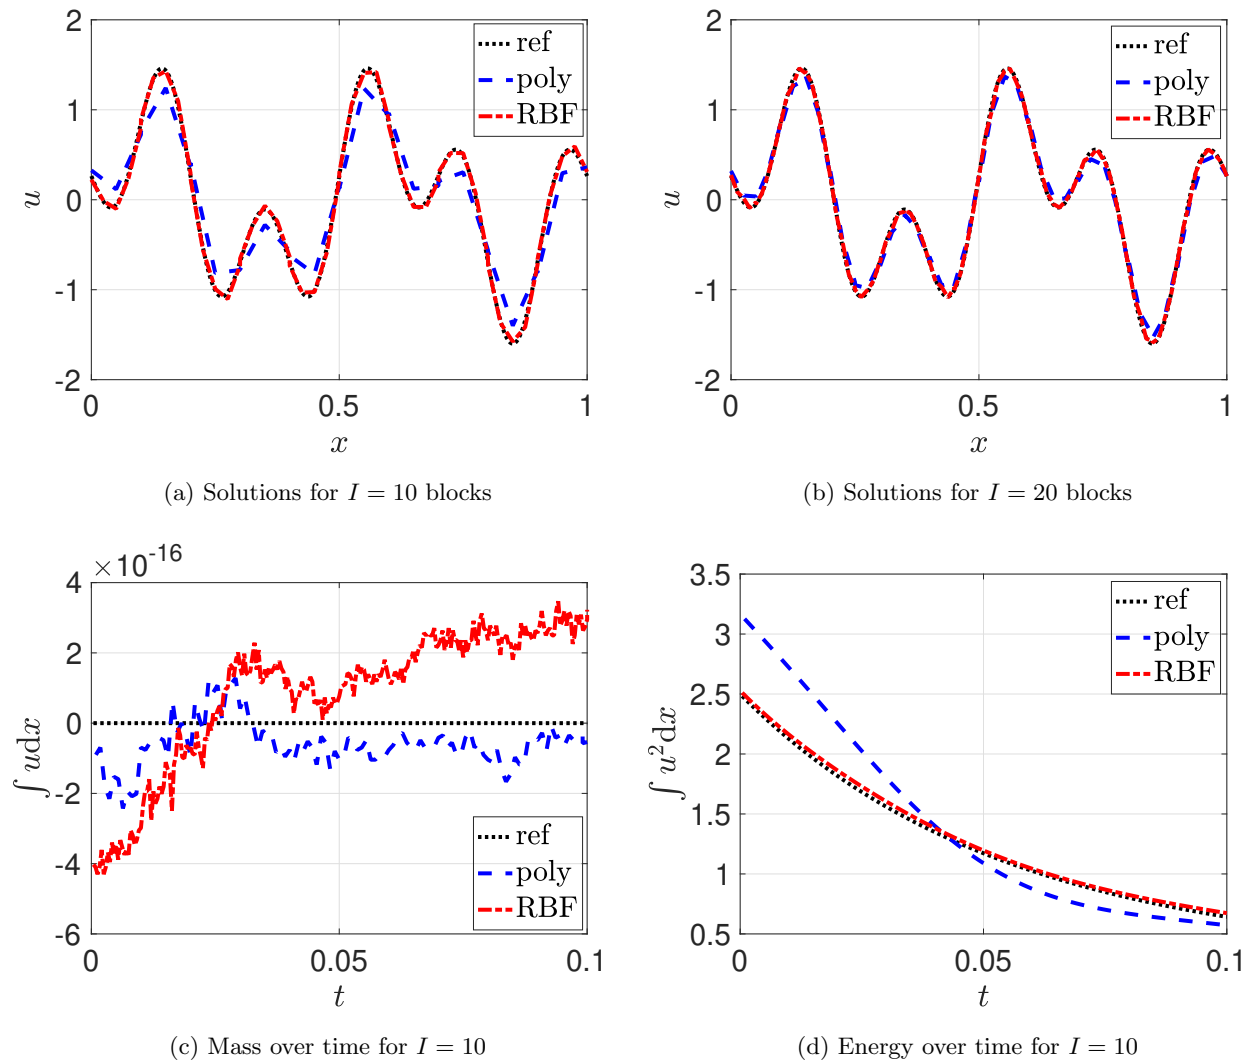 2
1
0
-1
-2
u
0
0.5
1
x
ref
poly
RBF
(a) Solutions for I = 10 blocks
2
1
0
-1
-2
u
0
0.5
1
x
ref
poly
RBF
(b) Solutions for I = 20 blocks
×10^-16
4
2
0
-2
-4
-6
∫ udx
0
0.05
0.1
t
ref
poly
RBF
(c) Mass over time for I = 10
3.5
3
2.5
2
1.5
1
0.5
∫ u²dx
0
0.05
0.1
t
ref
poly
RBF
(d) Energy over time for I = 10